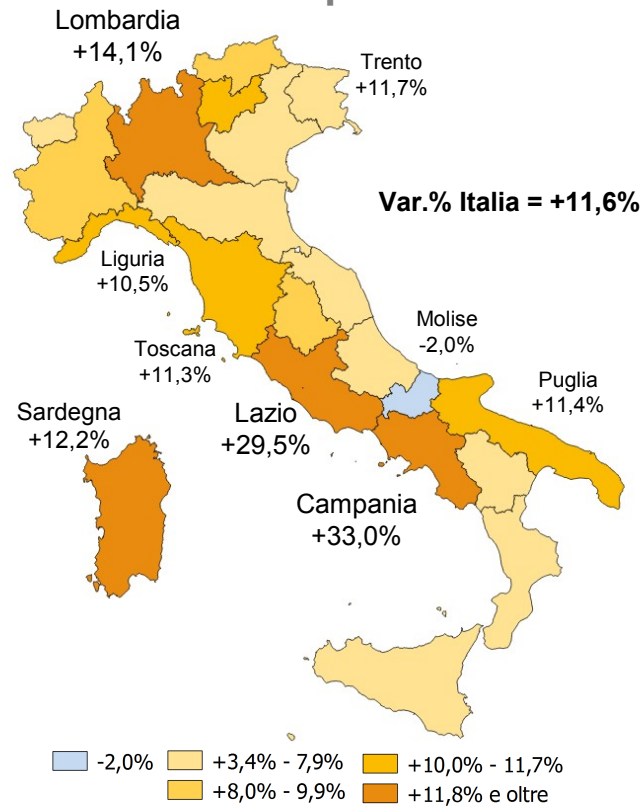 Lombardia
+14,1%
Trento
+11,7%
Var.% Italia = +11,6%
Liguria
+10,5%
Toscana
+11,3%
Molise
-2,0%
Puglia
+11,4%
Sardegna
+12,2%
Lazio
+29,5%
Campania
+33,0%
-2,0%
+3,4% - 7,9%
+10,0% - 11,7%
+8,0% - 9,9%
+11,8% e oltre